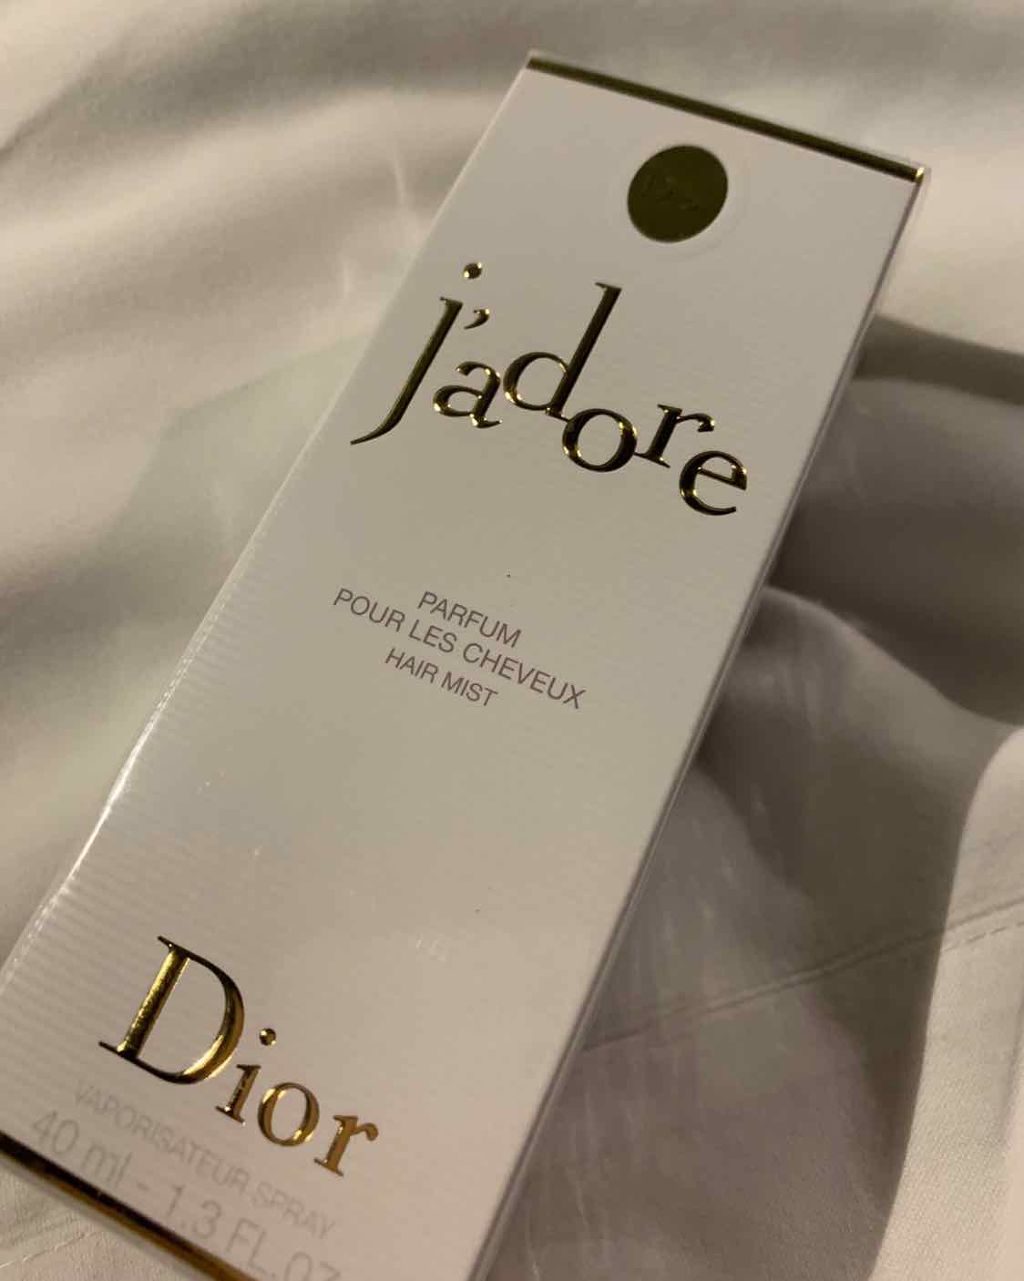 j'adore
PARFUM
POUR LES CHEVEUX
HAIR MIST
Dior
VAPORISATEUR SPRAY
40 ml - 1.3 FL.OZ